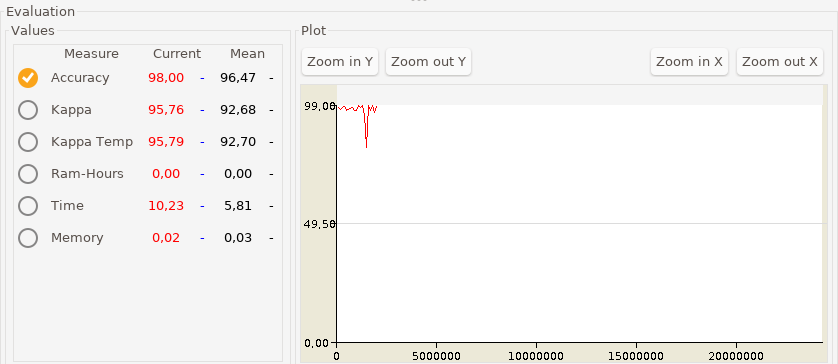 Evaluation
Values
Measure Current Mean
Accuracy 98,00 - 96,47 -
Kappa 95,76 - 92,68 -
Kappa Temp 95,79 - 92,70 -
Ram-Hours 0,00 - 0,00 -
Time 10,23 - 5,81 -
Memory 0,02 - 0,03 -
Plot
Zoom in Y Zoom out Y Zoom in X Zoom out X
99,00
49,50
0,00
0 5000000 10000000 15000000 20000000